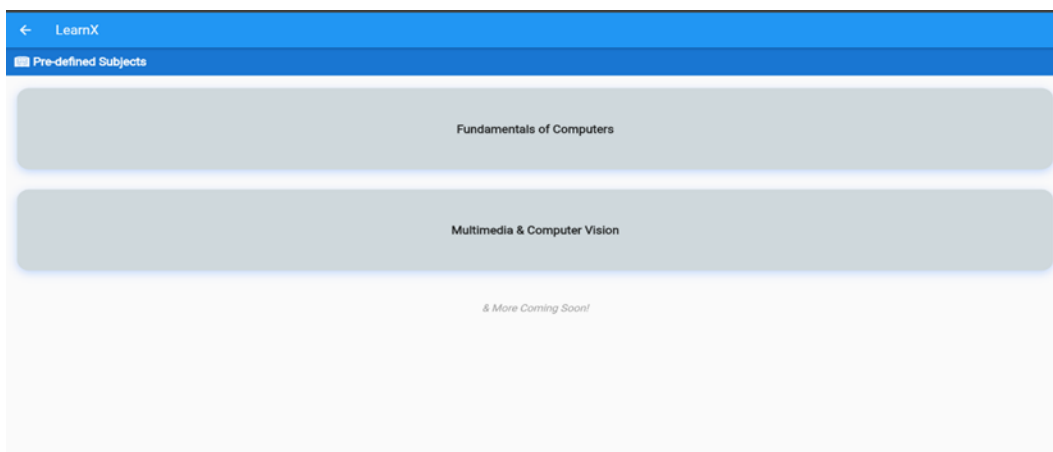 LearnX
Pre-defined Subjects
Fundamentals of Computers
Multimedia & Computer Vision
& More Coming Soon!